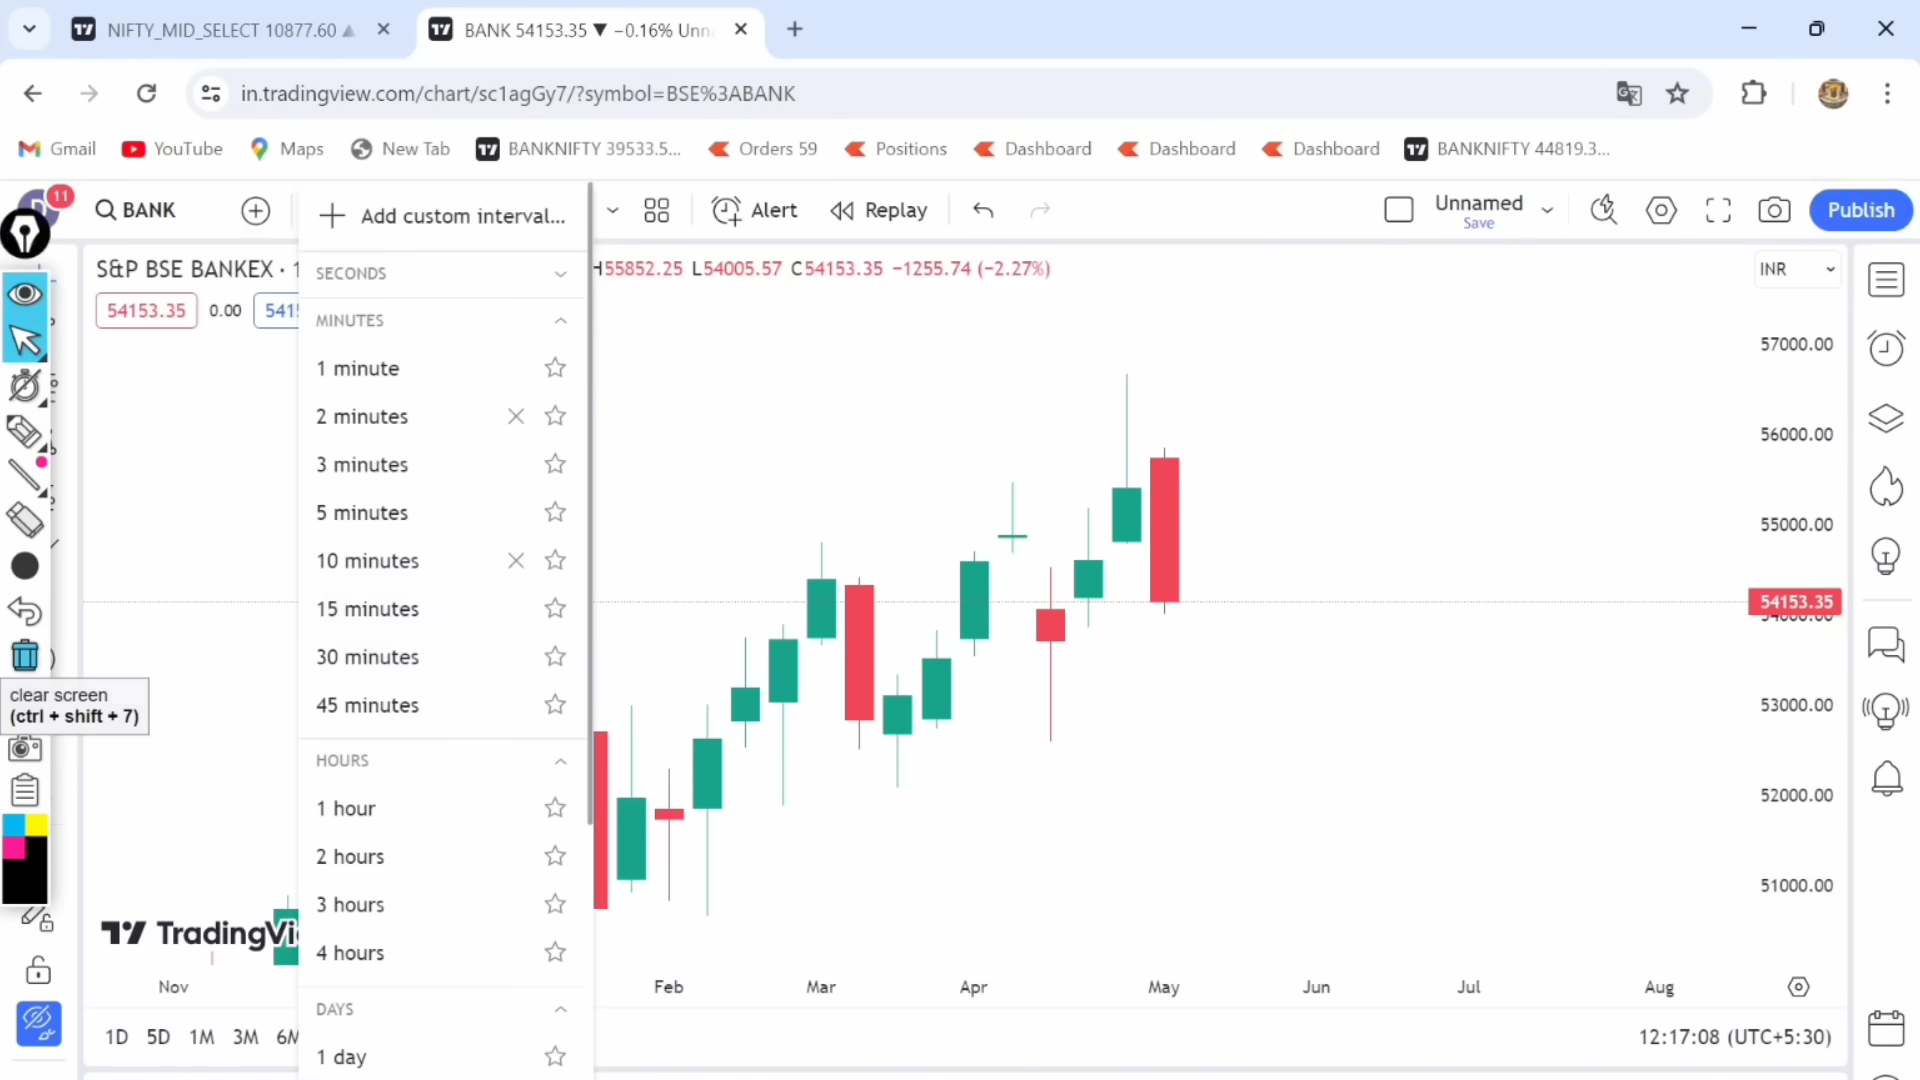 NIFTY_MID_SELECT 10877.60 ▲
BANK 54153.35 ▼ −0.16% Unn
in.tradingview.com/chart/sc1agGy7/?symbol=BSE%3ABANK
Gmail
YouTube
Maps
New Tab
BANKNIFTY 39533.5...
Orders 59
Positions
Dashboard
Dashboard
Dashboard
BANKNIFTY 44819.3...
11
BANK
Alert
Replay
Unnamed
Save
Publish
S&P BSE BANKEX · 1
H55852.25 L54005.57 C54153.35 −1255.74 (−2.27%)
INR
54153.35
0.00
541
Add custom interval...
SECONDS
MINUTES
1 minute
2 minutes
3 minutes
5 minutes
10 minutes
15 minutes
30 minutes
45 minutes
HOURS
1 hour
2 hours
3 hours
4 hours
DAYS
1 day
clear screen
(ctrl + shift + 7)
57000.00
56000.00
55000.00
54153.35
54000.00
53000.00
52000.00
51000.00
TradingVi
Nov
Feb
Mar
Apr
May
Jun
Jul
Aug
1D
5D
1M
3M
6M
12:17:08 (UTC+5:30)